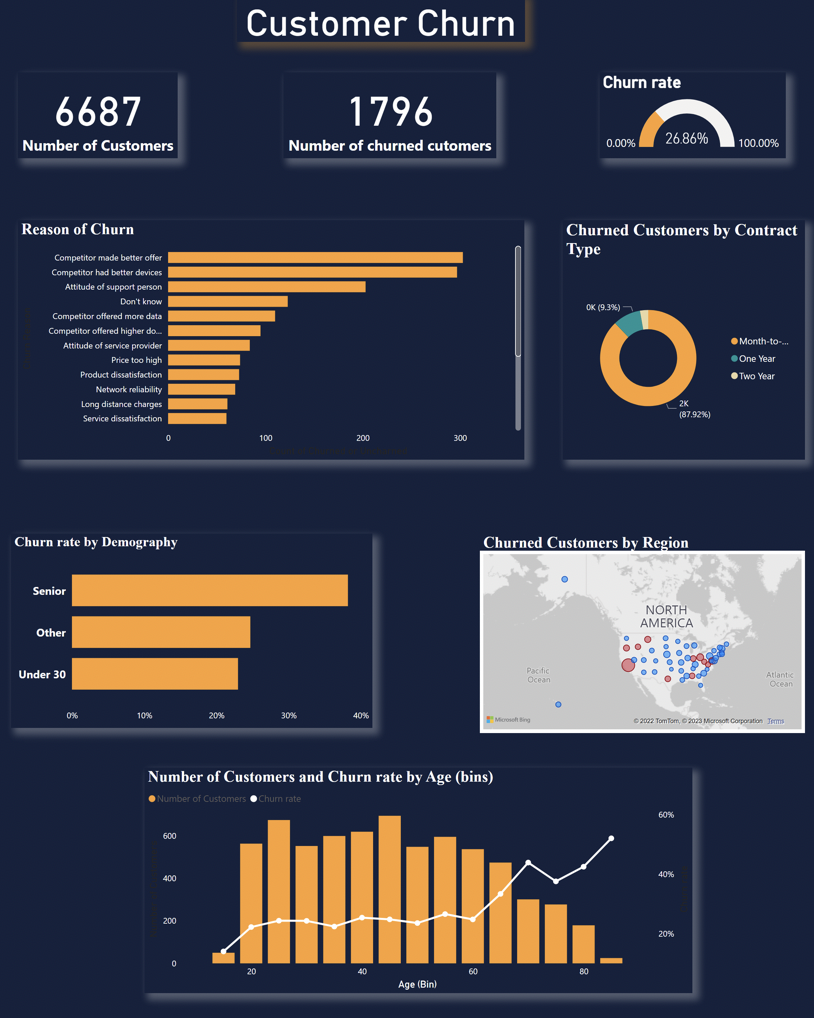 Customer Churn
6687
Number of Customers
1796
Number of churned cutomers
Churn rate
0.00%
26.86%
100.00%
Reason of Churn
Competitor made better offer
Competitor had better devices
Attitude of support person
Don't know
Competitor offered more data
Competitor offered higher do...
Attitude of service provider
Price too high
Product dissatisfaction
Network reliability
Long distance charges
Service dissatisfaction
0
100
200
300
Churned Customers by Contract
Type
0K (9.3%)
2K
(87.92%)
Month-to-...
One Year
Two Year
Churn rate by Demography
Senior
Other
Under 30
0%
10%
20%
30%
40%
Churned Customers by Region
NORTH
AMERICA
Pacific
Ocean
Atlantic
Ocean
Microsoft Bing
© 2022 TomTom, © 2023 Microsoft Corporation Terms
Number of Customers and Churn rate by Age (bins)
Number of Customers
Churn rate
600
400
200
0
60%
40%
20%
20
40
60
80
Age (Bin)